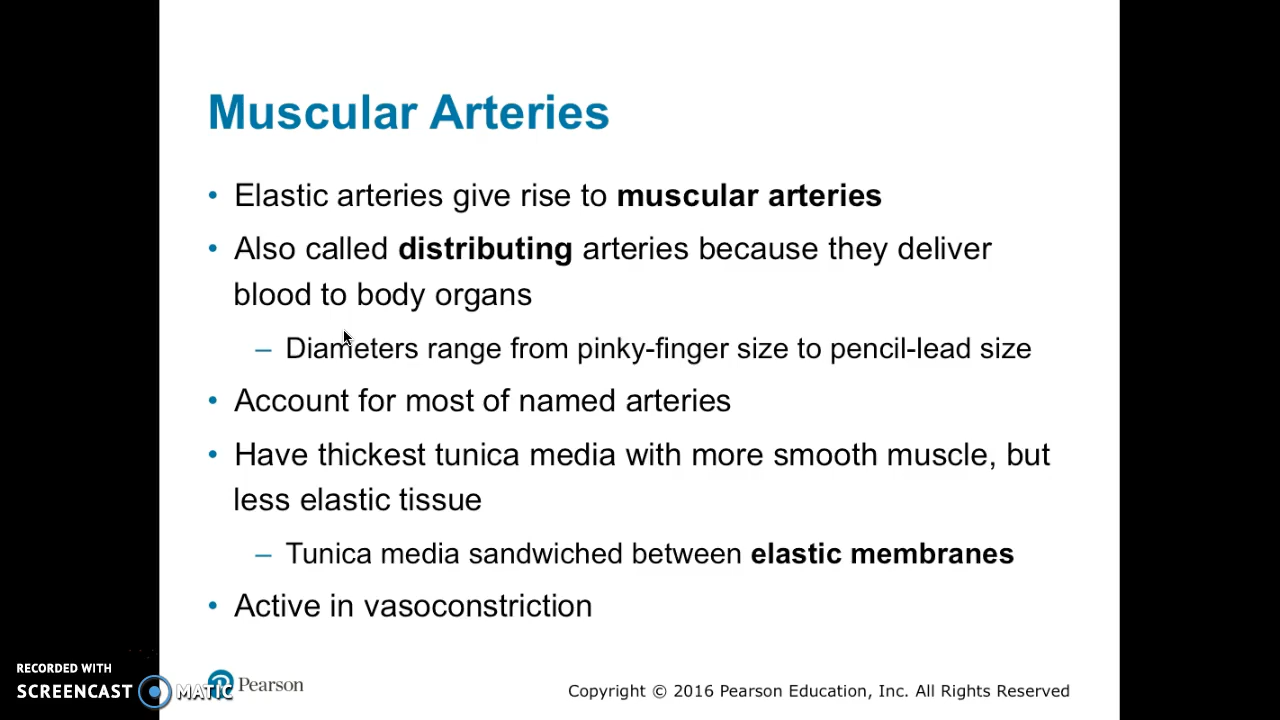 Muscular Arteries
• Elastic arteries give rise to muscular arteries
• Also called distributing arteries because they deliver
blood to body organs
– Diameters range from pinky-finger size to pencil-lead size
• Account for most of named arteries
• Have thickest tunica media with more smooth muscle, but
less elastic tissue
– Tunica media sandwiched between elastic membranes
• Active in vasoconstriction
RECORDED WITH
SCREENCAST MATIC
Pearson
Copyright © 2016 Pearson Education, Inc. All Rights Reserved